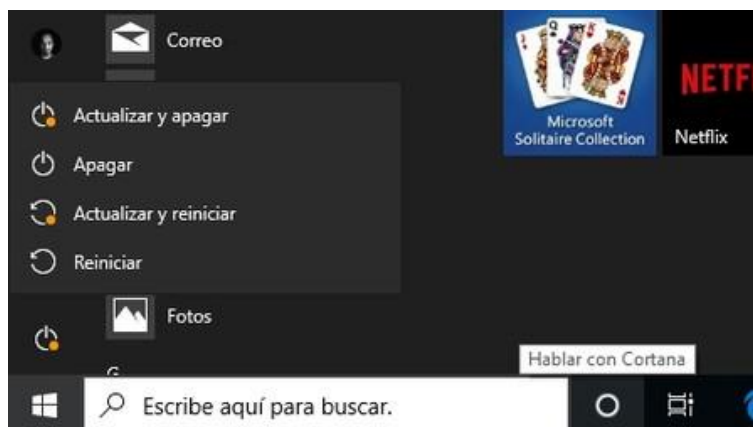 Correo
Actualizar y apagar
Apagar
Actualizar y reiniciar
Reiniciar
Fotos
Microsoft
Solitaire Collection
NETF
Netflix
Hablar con Cortana
Escribe aquí para buscar.